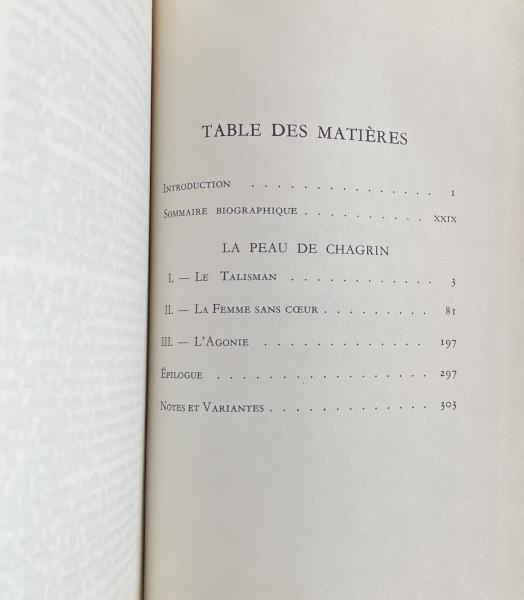 TABLE DES MATIÈRES
INTRODUCTION . . . . . . . . . . . . . . . I
SOMMAIRE BIOGRAPHIQUE . . . . . . . . . . XXIX
LA PEAU DE CHAGRIN
I. — LE TALISMAN . . . . . . . . . . . . 3
II. — LA FEMME SANS CŒUR . . . . . . . . . 81
III. — L'AGONIE . . . . . . . . . . . . . 197
ÉPILOGUE . . . . . . . . . . . . . . . . . 297
NOTES ET VARIANTES . . . . . . . . . . . . . 303